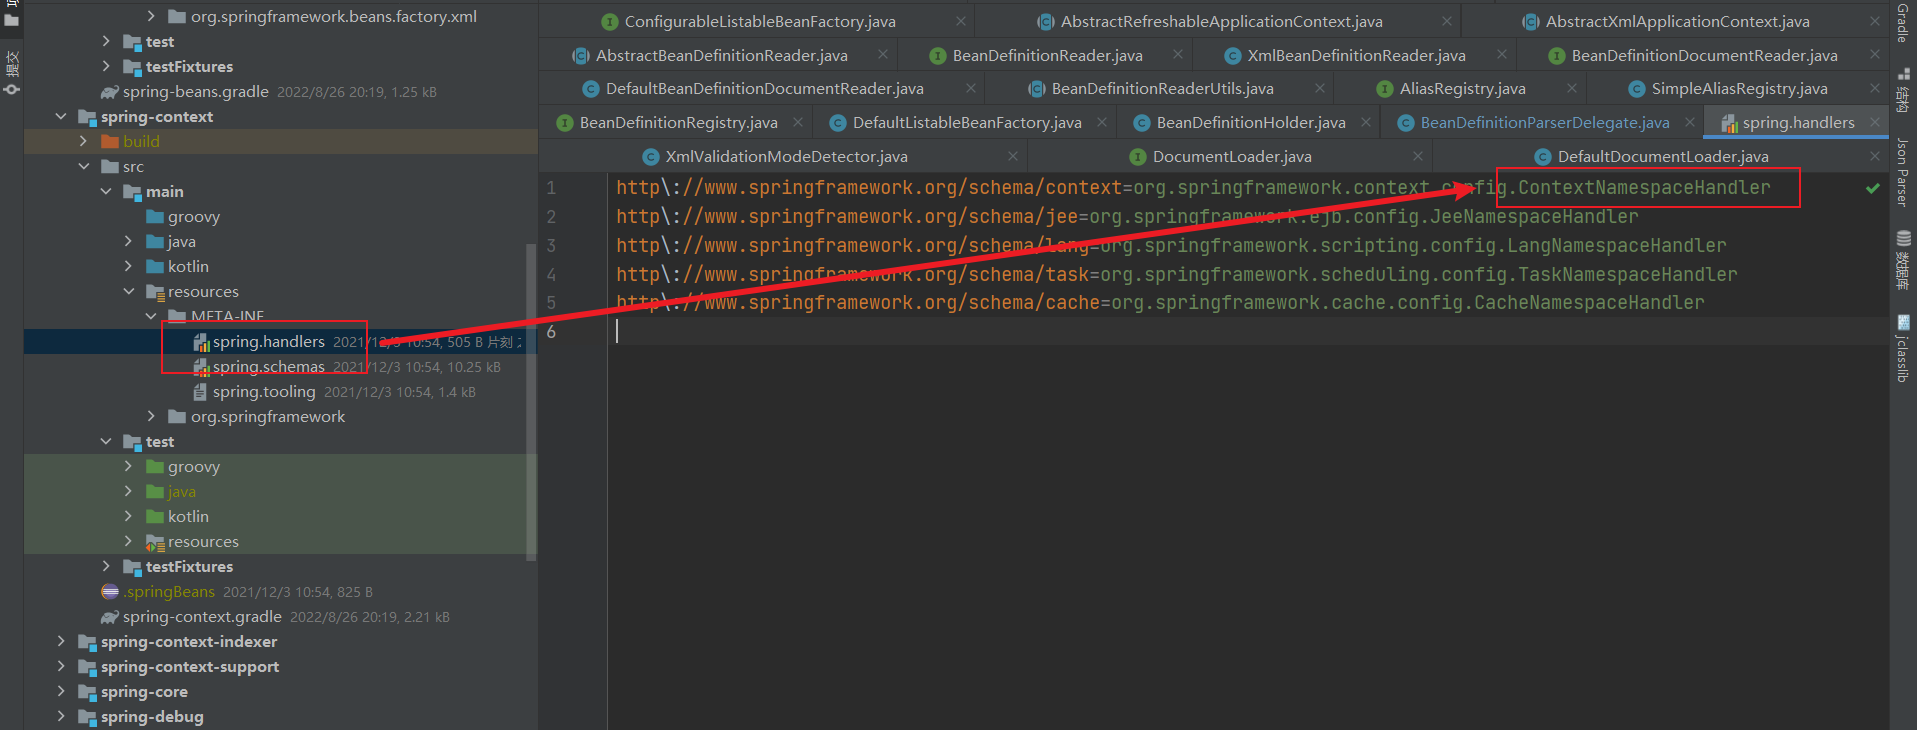 提交
org.springframework.beans.factory.xml
test
testFixtures
spring-beans.gradle 2022/8/26 20:19, 1.25 kB
spring-context
build
src
main
groovy
java
kotlin
resources
META-INF
spring.handlers 2021/12/3 10:54, 505 B 片刻
spring.schemas 2021/12/3 10:54, 10.25 kB
spring.tooling 2021/12/3 10:54, 1.4 kB
org.springframework
test
groovy
java
kotlin
resources
testFixtures
.springBeans 2021/12/3 10:54, 825 B
spring-context.gradle 2022/8/26 20:19, 2.21 kB
spring-context-indexer
spring-context-support
spring-core
spring-debug
ConfigurableListableBeanFactory.java AbstractRefreshableApplicationContext.java AbstractXmlApplicationContext.java
AbstractBeanDefinitionReader.java BeanDefinitionReader.java XmlBeanDefinitionReader.java BeanDefinitionDocumentReader.java
DefaultBeanDefinitionDocumentReader.java BeanDefinitionReaderUtils.java AliasRegistry.java SimpleAliasRegistry.java
BeanDefinitionRegistry.java DefaultListableBeanFactory.java BeanDefinitionHolder.java BeanDefinitionParserDelegate.java spring.handlers
XmlValidationModeDetector.java DocumentLoader.java DefaultDocumentLoader.java
1 http\://www.springframework.org/schema/context=org.springframework.context.config.ContextNamespaceHandler
2 http\://www.springframework.org/schema/jee=org.springframework.ejb.config.JeeNamespaceHandler
3 http\://www.springframework.org/schema/lang=org.springframework.scripting.config.LangNamespaceHandler
4 http\://www.springframework.org/schema/task=org.springframework.scheduling.config.TaskNamespaceHandler
5 http\://www.springframework.org/schema/cache=org.springframework.cache.config.CacheNamespaceHandler
6
Gradle
结构
Json Parser
数据库
jclasslib